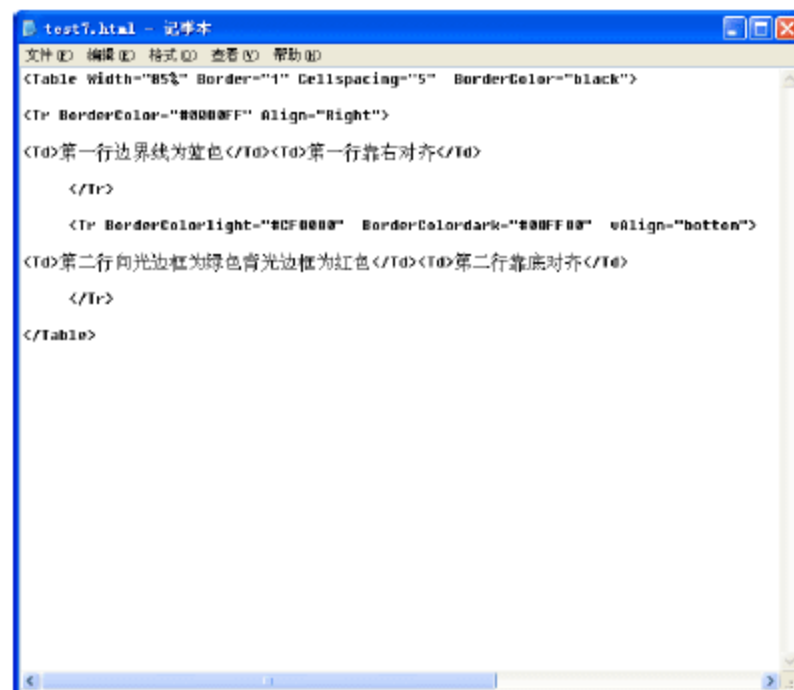 test7.html - 记事本
文件(F) 编辑(E) 格式(O) 查看(V) 帮助(H)
<Table Width="85%" Border="1" Cellspacing="5"  BorderColor="black">
<Tr BorderColor="#0000FF" Align="Right">
<Td>第一行边界线为蓝色</Td><Td>第一行靠右对齐</Td>
</Tr>
<Tr BorderColorlight="#CF0000"  BorderColordark="#00FF00"  vAlign="bottom">
<Td>第二行向光边框为绿色背光边框为红色</Td><Td>第二行靠底对齐</Td>
</Tr>
</Table>